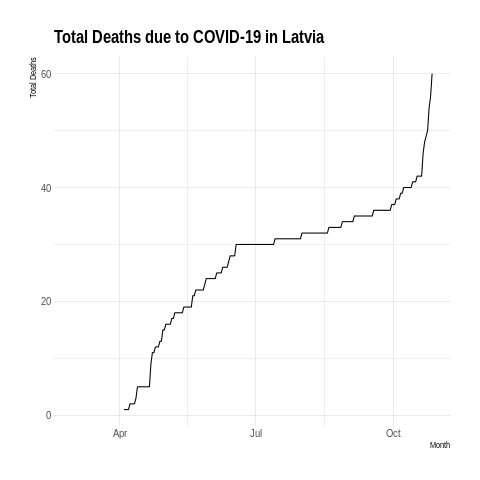 Total Deaths due to COVID-19 in Latvia
Total Deaths
60
40
20
0
Apr
Jul
Oct
Month